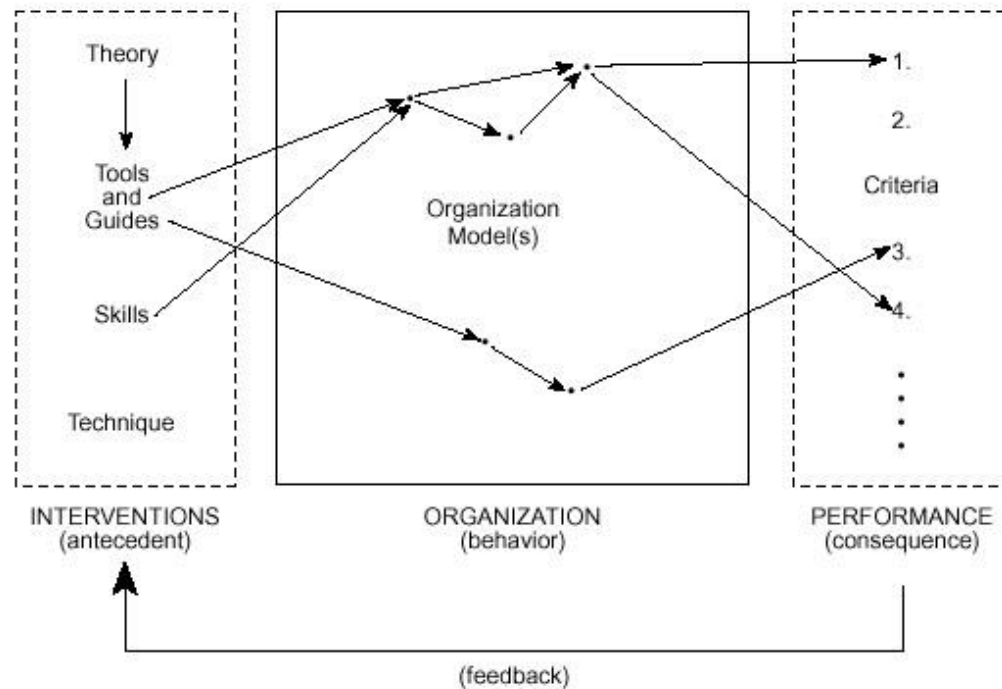 Theory
Tools
and
Guides
Skills
Technique
Organization
Model(s)
1.
2.
Criteria
3.
4.
INTERVENTIONS
(antecedent)
ORGANIZATION
(behavior)
PERFORMANCE
(consequence)
(feedback)